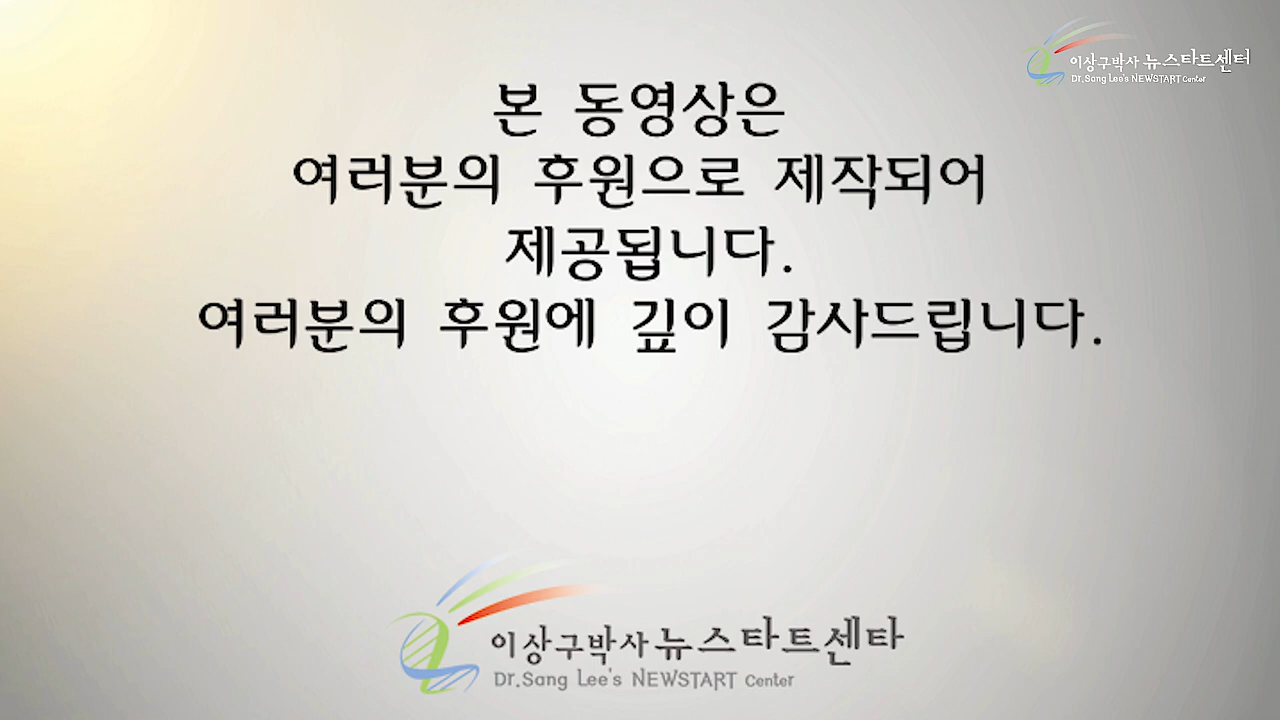 이상구박사 뉴스타트센터
Dr.Sang Lee's NEWSTART Center
본 동영상은
여러분의 후원으로 제작되어
제공됩니다.
여러분의 후원에 깊이 감사드립니다.
이상구박사 뉴스타트센타
Dr.Sang Lee's NEWSTART Center